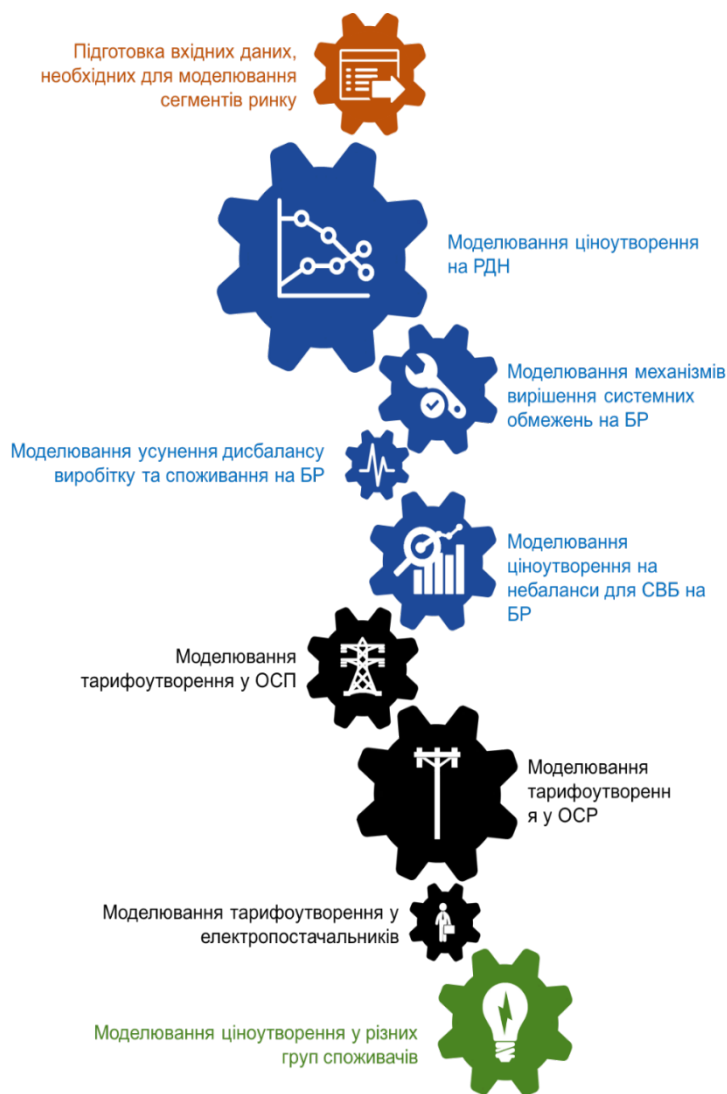 Підготовка вхідних даних,
необхідних для моделювання
сегментів ринку
Моделювання ціноутворення
на РДН
Моделювання механізмів
вирішення системних
обмежень на БР
Моделювання усунення дисбалансу
виробітку та споживання на БР
Моделювання
ціноутворення на
небаланси для СВБ на
БР
Моделювання
тарифоутворення у ОСП
Моделювання
тарифоутворенн
я у ОСР
Моделювання тарифоутворення у
електропостачальників
Моделювання ціноутворення у різних
груп споживачів